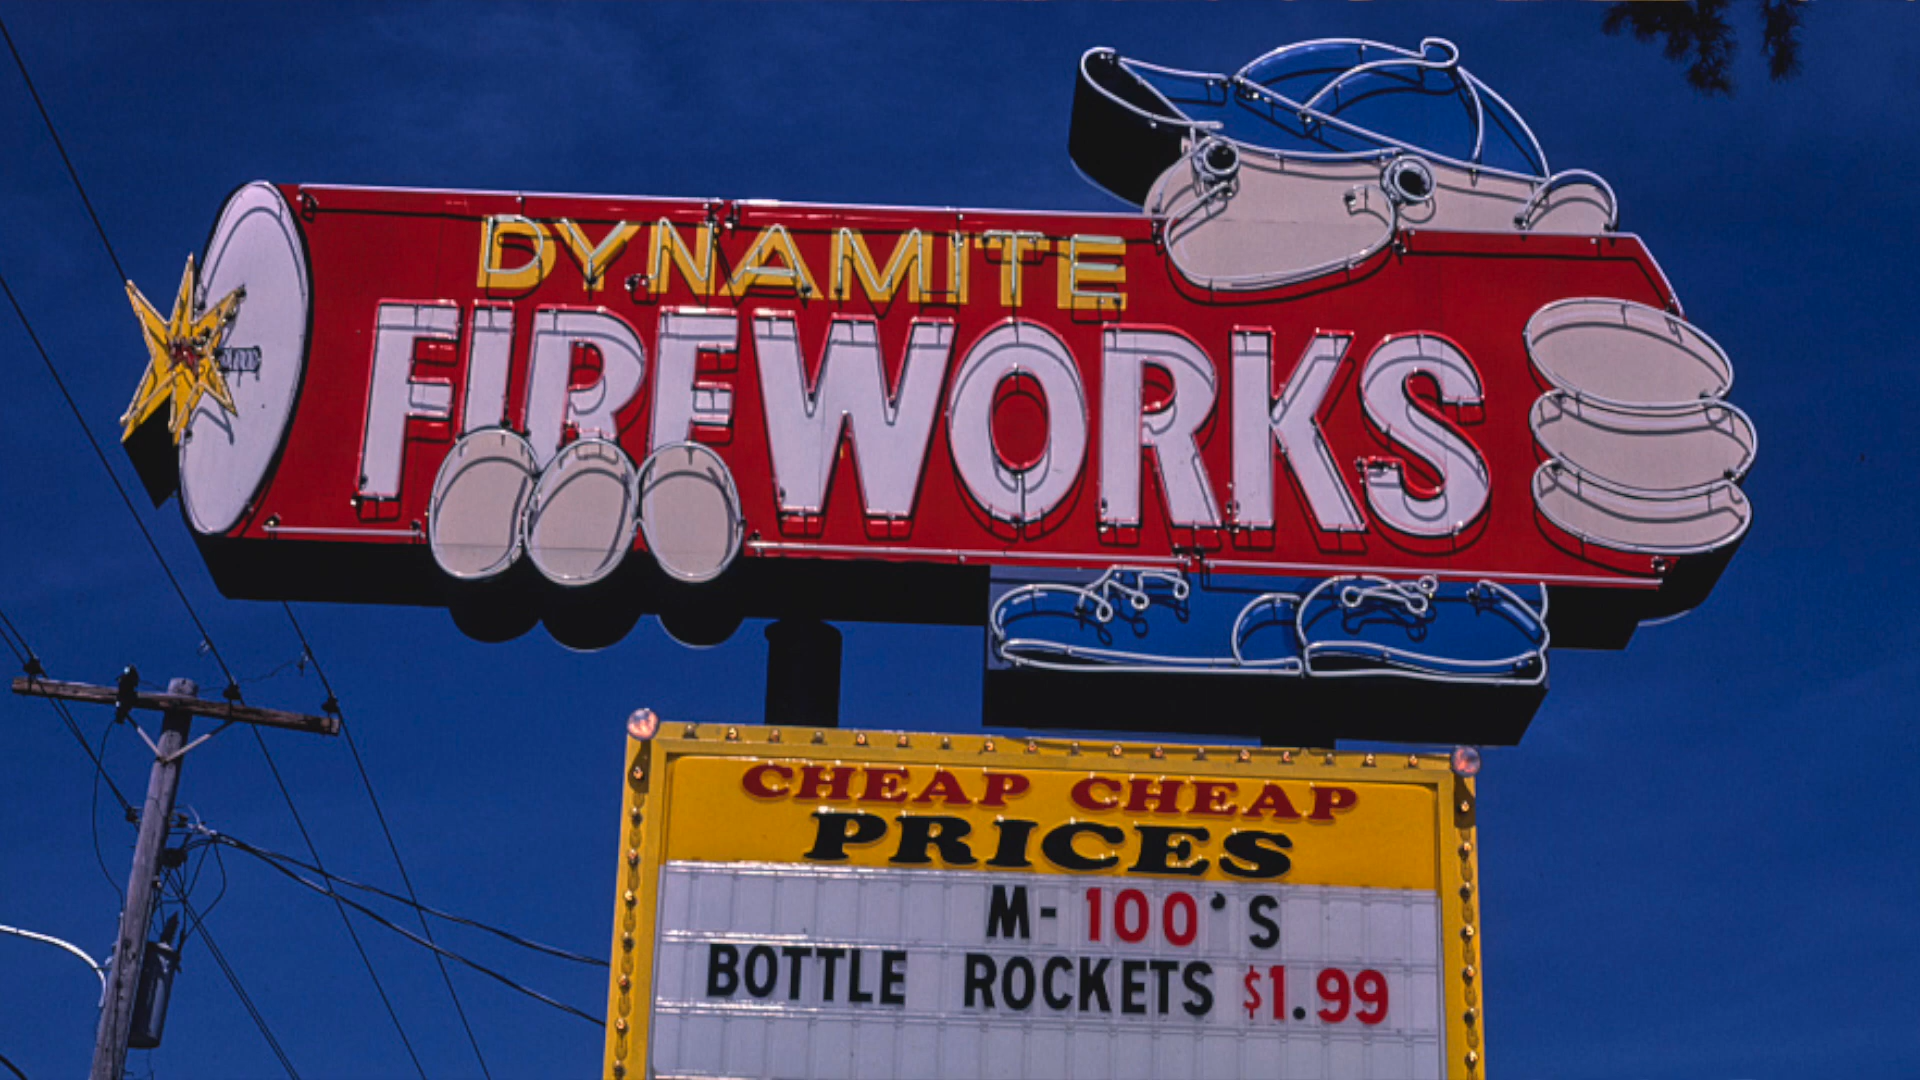 DYNAMITE
FIREWORKS
CHEAP CHEAP
PRICES
M-100'S
BOTTLE ROCKETS $1.99